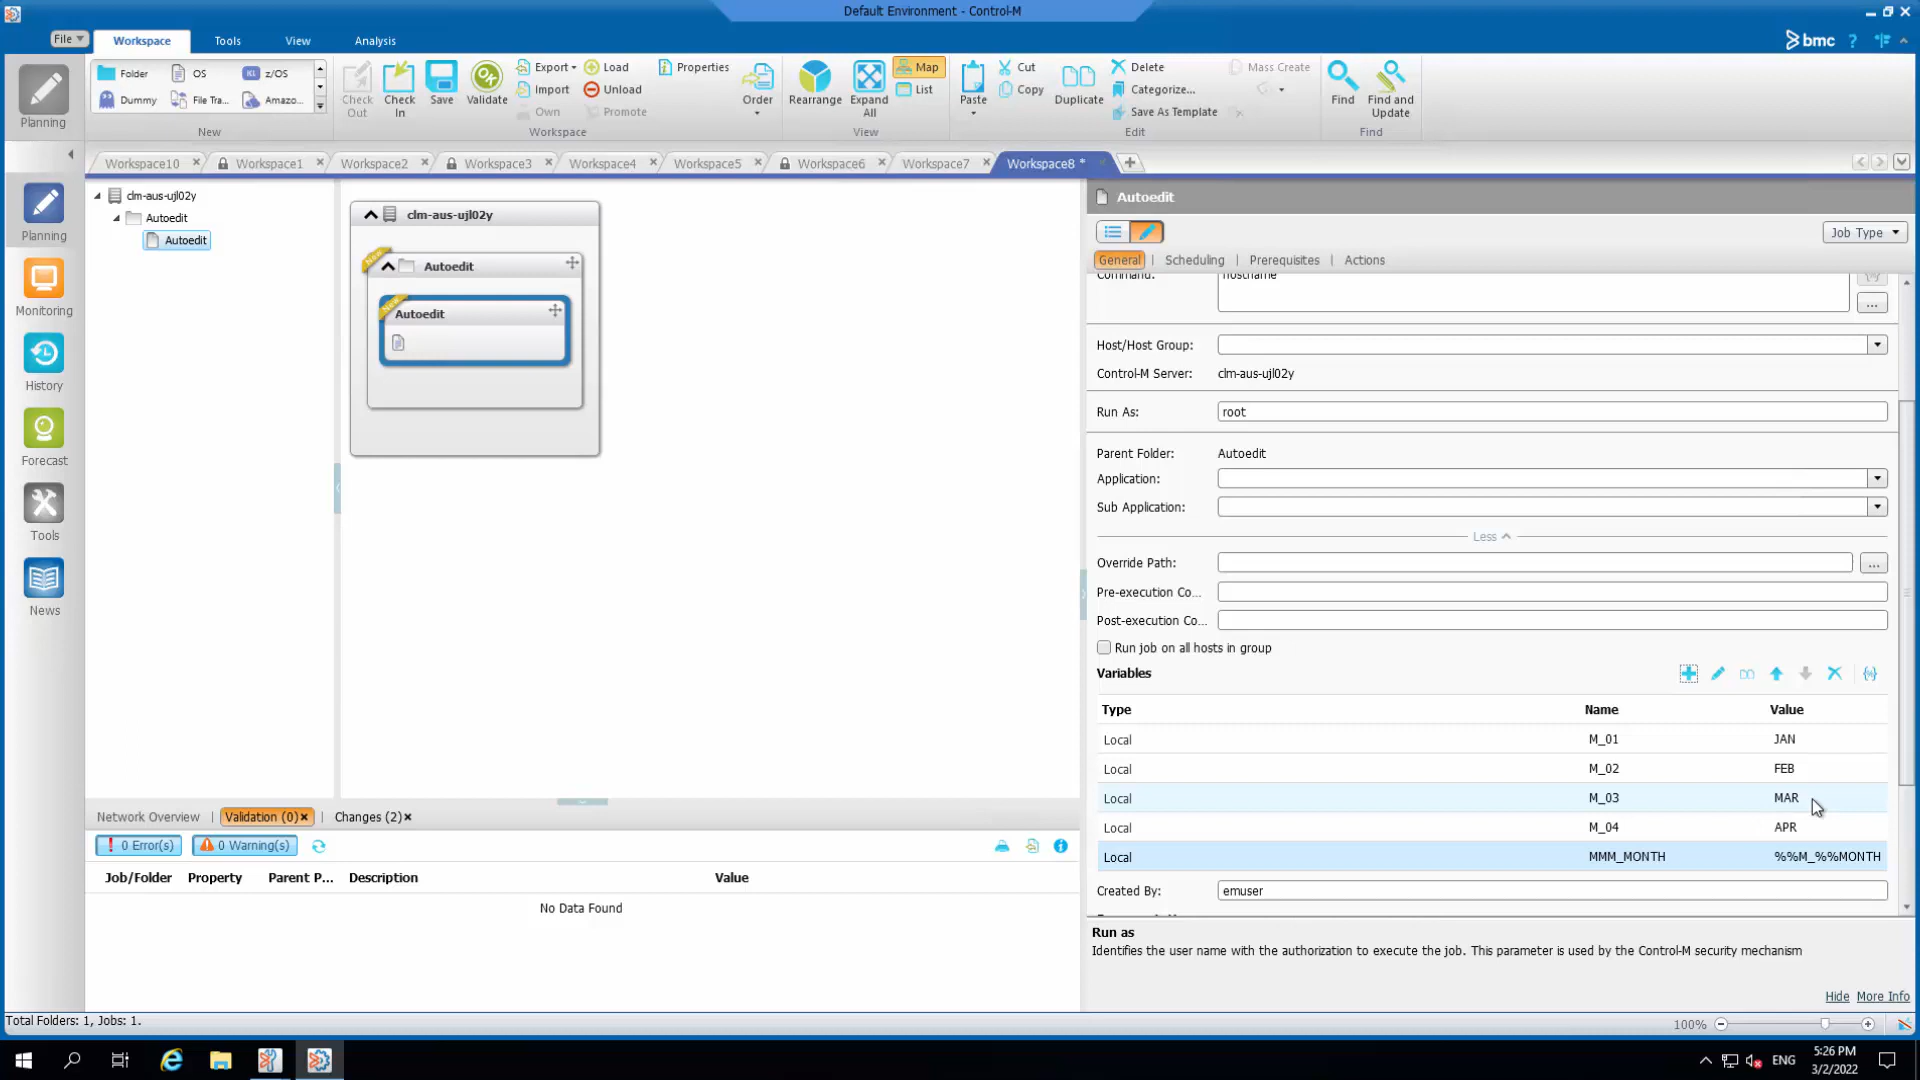 Default Environment - Control-M
File
Workspace
Tools
View
Analysis
bmc
?
Planning
Folder
OS
z/OS
Dummy
File Tra...
Amazo...
New
Check Out
Check In
Save
Validate
Export
Import
Own
Load
Unload
Promote
Properties
Workspace
Order
Rearrange
Expand All
Map
List
View
Paste
Cut
Copy
Duplicate
Delete
Categorize...
Save As Template
Mass Create
Edit
Find
Find and Update
Find
Workspace10
Workspace1
Workspace2
Workspace3
Workspace4
Workspace5
Workspace6
Workspace7
Workspace8 *
Planning
Monitoring
History
Forecast
Tools
News
clm-aus-ujl02y
Autoedit
Autoedit
clm-aus-ujl02y
New
Autoedit
New
Autoedit
Autoedit
Job Type
General | Scheduling | Prerequisites | Actions
Command: hostname
...
Host/Host Group:
Control-M Server: clm-aus-ujl02y
Run As: root
Parent Folder: Autoedit
Application:
Sub Application:
Less
Override Path:
...
Pre-execution Co...
Post-execution Co...
Run job on all hosts in group
Variables
Type Name Value
Local M_01 JAN
Local M_02 FEB
Local M_03 MAR
Local M_04 APR
Local MMM_MONTH %%M_%%MONTH
Created By: emuser
Run as
Identifies the user name with the authorization to execute the job. This parameter is used by the Control-M security mechanism
Hide More Info
Network Overview
Validation (0)
Changes (2)
0 Error(s)
0 Warning(s)
Job/Folder Property Parent P... Description Value
No Data Found
Total Folders: 1, Jobs: 1.
100%
ENG
5:26 PM
3/2/2022